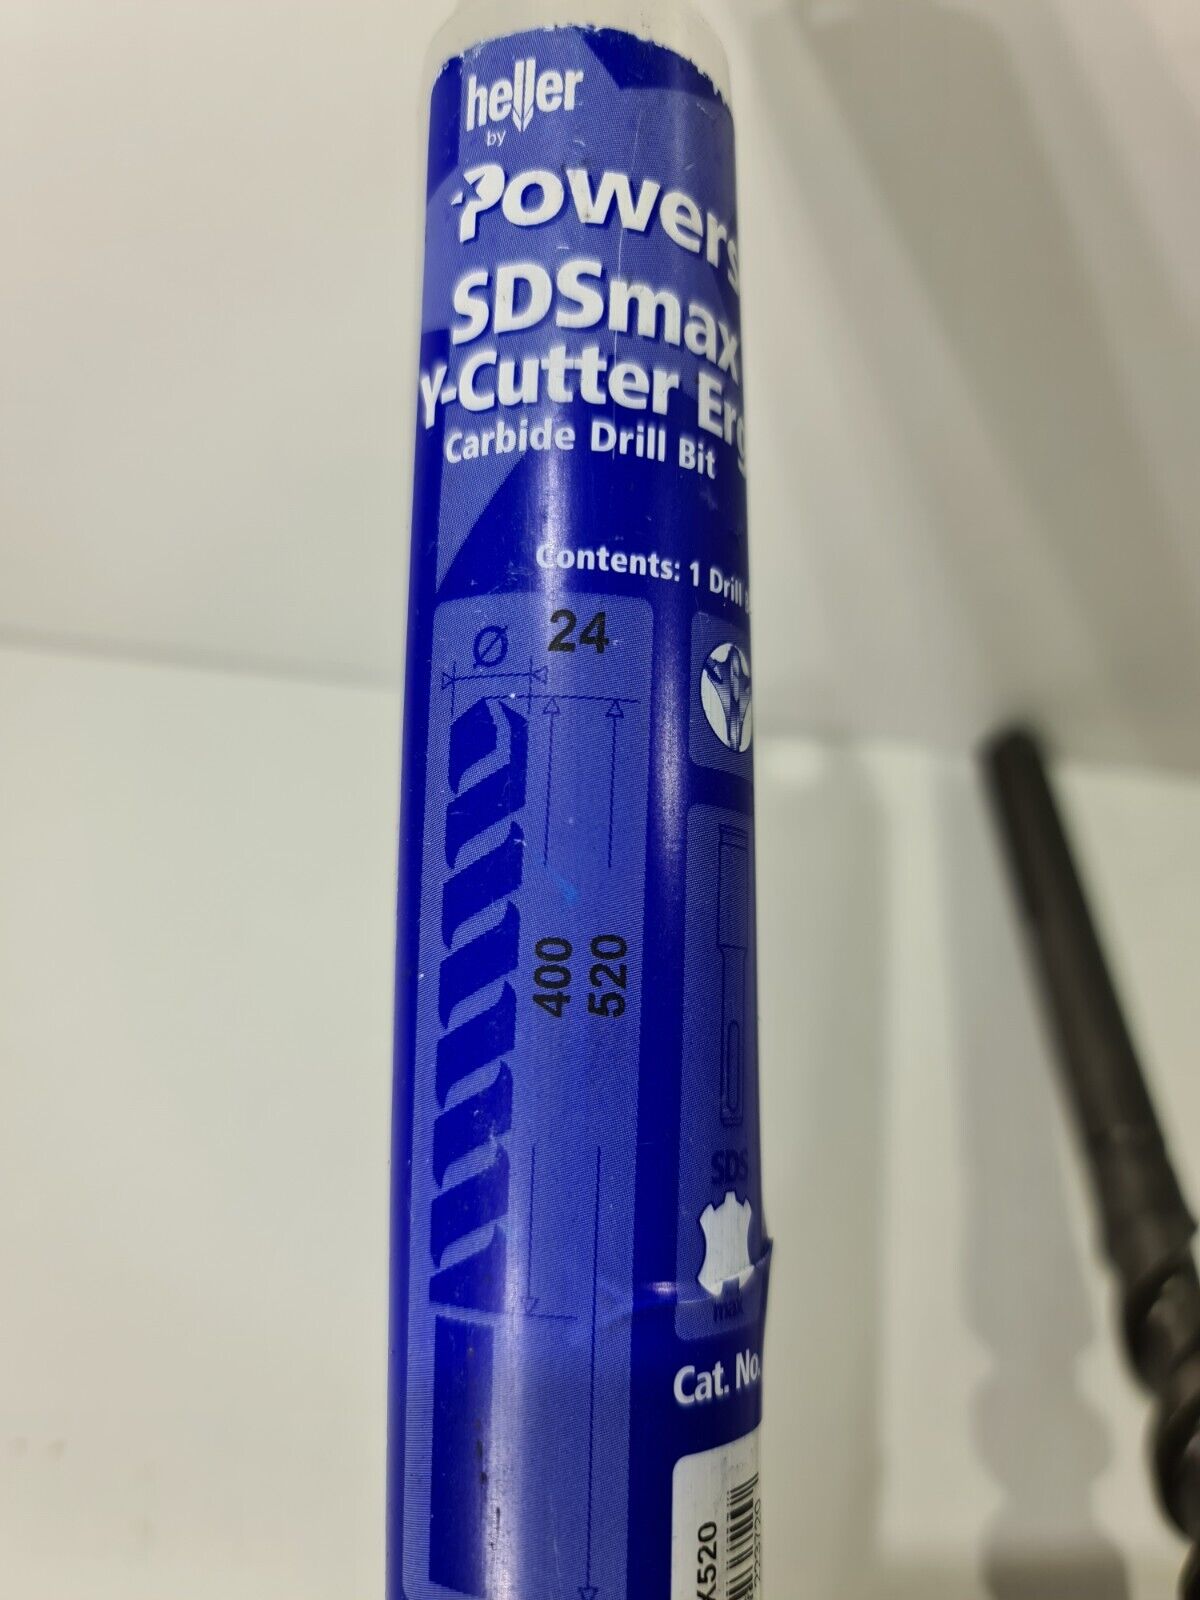 heller
by
Powers
SDSmax
Y-Cutter Erg
Carbide Drill Bit
Contents: 1 Drill
Ø 24
400
520
SDS
max
Cat. No.
X520
223720